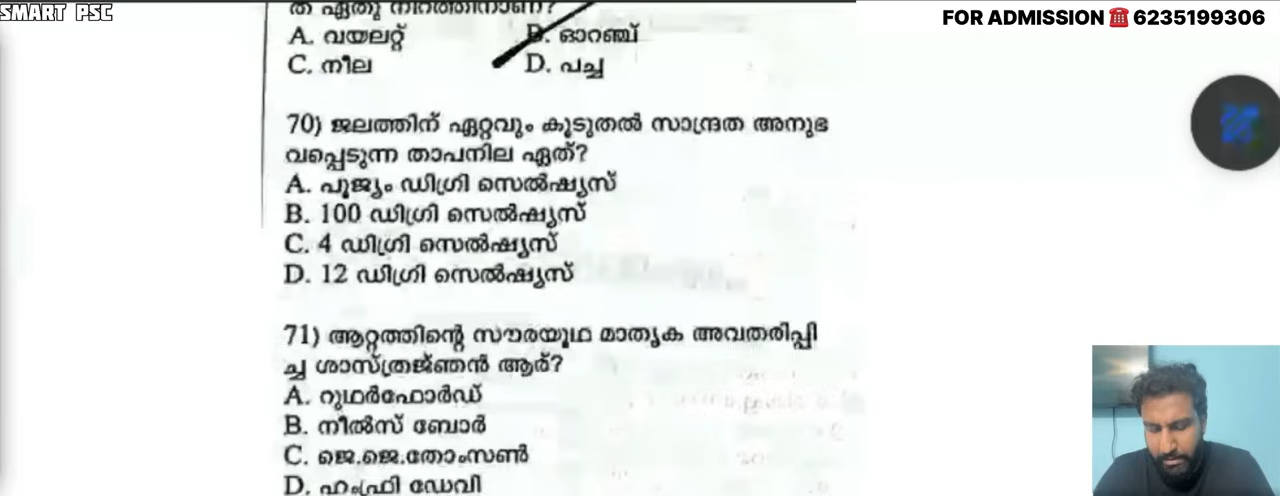 SMART PSC
FOR ADMISSION ☎️ 6235199306
ത ഏതു നിറത്തിനാണ്?
A. വയലറ്റ് B. ഓറഞ്ച്
C. നീല D. പച്ച
70) ജലത്തിന് ഏറ്റവും കൂടുതൽ സാന്ദ്രത അനുഭ
വപ്പെടുന്ന താപനില ഏത്?
A. പൂജ്യം ഡിഗ്രി സെൽഷ്യസ്
B. 100 ഡിഗ്രി സെൽഷ്യസ്
C. 4 ഡിഗ്രി സെൽഷ്യസ്
D. 12 ഡിഗ്രി സെൽഷ്യസ്
71) ആറ്റത്തിന്റെ സൗരയൂഥ മാതൃക അവതരിപ്പി
ച്ച ശാസ്ത്രജ്ഞൻ ആര്?
A. റുഥർഫോർഡ്
B. നീൽസ് ബോർ
C. ജെ.ജെ.തോംസൺ
D. ഹംഫ്രി ഡേവി